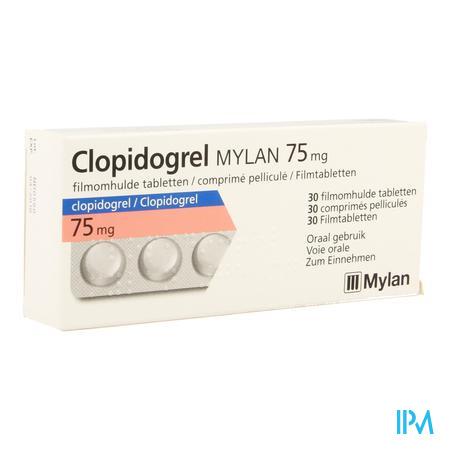 Clopidogrel MYLAN 75 mg
filmomhulde tabletten / comprimé pelliculé / Filmtabletten
clopidogrel / Clopidogrel
75 mg
30 filmomhulde tabletten
30 comprimés pelliculés
30 Filmtabletten
Oraal gebruik
Voie orale
Zum Einnehmen
Mylan
IPM